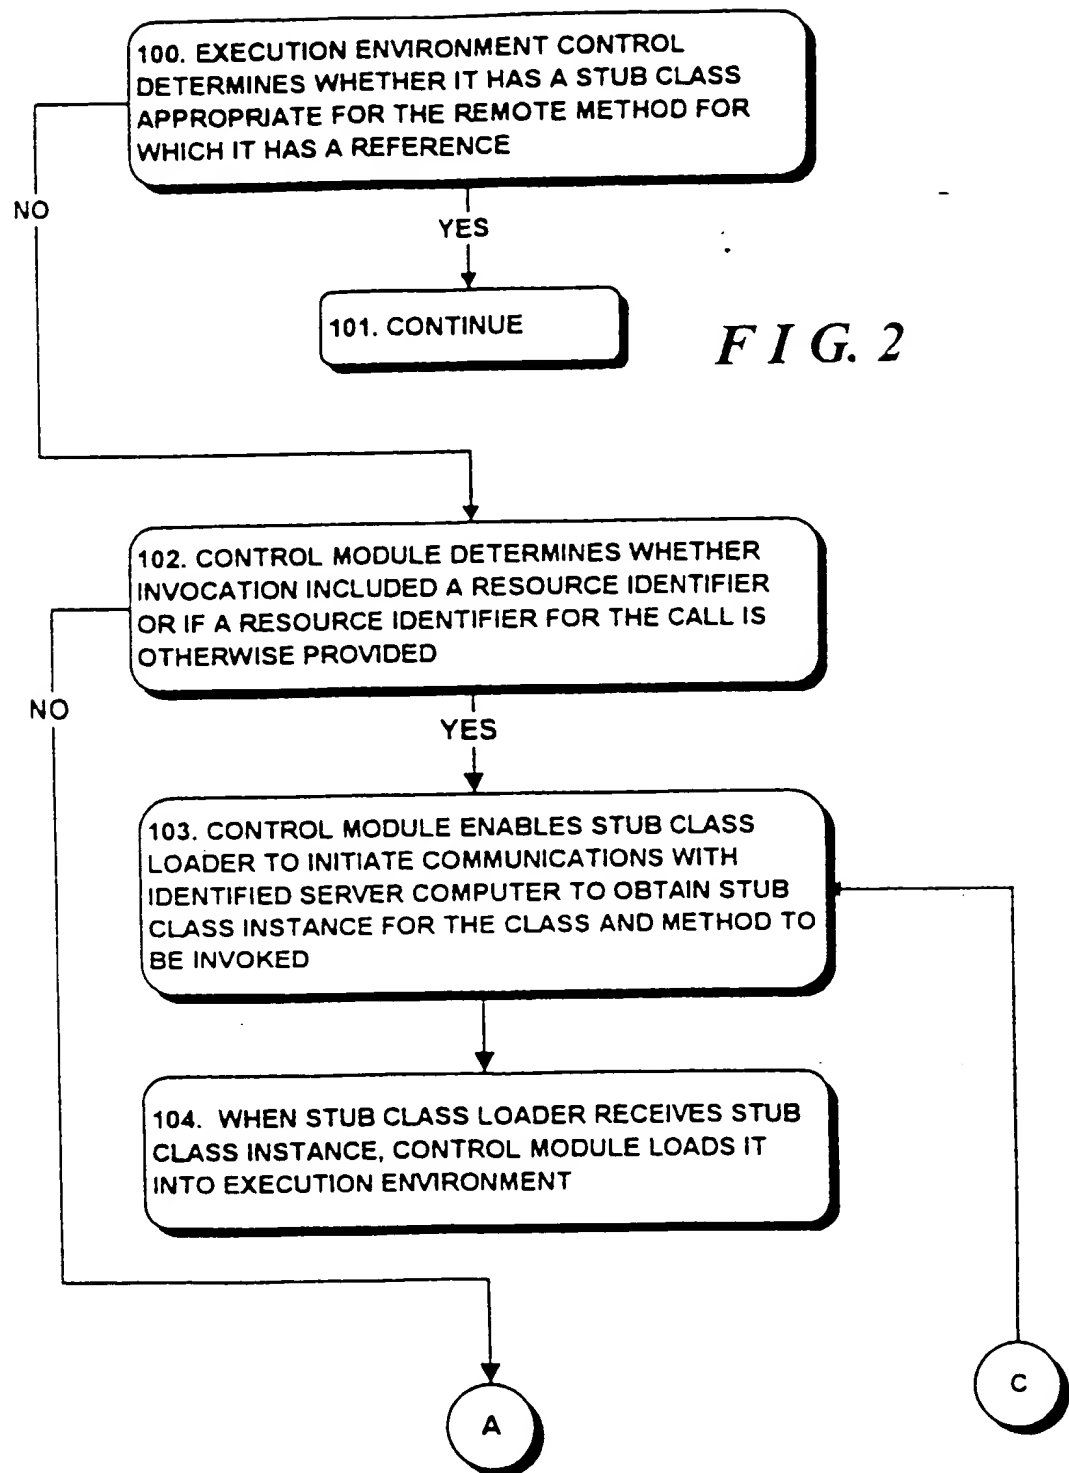 100. EXECUTION ENVIRONMENT CONTROL
DETERMINES WHETHER IT HAS A STUB CLASS
APPROPRIATE FOR THE REMOTE METHOD FOR
WHICH IT HAS A REFERENCE
NO
YES
101. CONTINUE
FIG. 2
102. CONTROL MODULE DETERMINES WHETHER
INVOCATION INCLUDED A RESOURCE IDENTIFIER
OR IF A RESOURCE IDENTIFIER FOR THE CALL IS
OTHERWISE PROVIDED
NO
YES
103. CONTROL MODULE ENABLES STUB CLASS
LOADER TO INITIATE COMMUNICATIONS WITH
IDENTIFIED SERVER COMPUTER TO OBTAIN STUB
CLASS INSTANCE FOR THE CLASS AND METHOD TO
BE INVOKED
104. WHEN STUB CLASS LOADER RECEIVES STUB
CLASS INSTANCE, CONTROL MODULE LOADS IT
INTO EXECUTION ENVIRONMENT
C
A